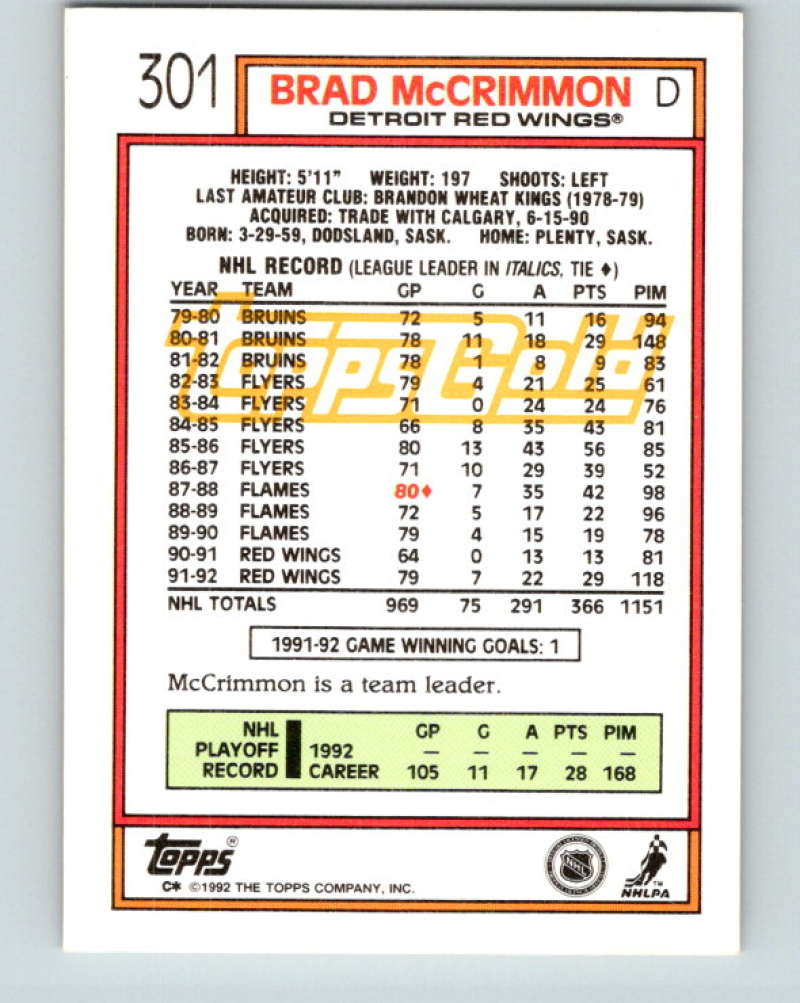 301 BRAD McCRIMMON D
DETROIT RED WINGS®
HEIGHT: 5'11" WEIGHT: 197 SHOOTS: LEFT
LAST AMATEUR CLUB: BRANDON WHEAT KINGS (1978-79)
ACQUIRED: TRADE WITH CALGARY, 6-15-90
BORN: 3-29-59, DODSLAND, SASK. HOME: PLENTY, SASK.
NHL RECORD (LEAGUE LEADER IN ITALICS, TIE ♦)
YEAR TEAM GP G A PTS PIM
79-80 BRUINS 72 5 11 16 94
80-81 BRUINS 78 11 18 29 148
81-82 BRUINS 78 1 8 9 83
82-83 FLYERS 79 4 21 25 61
83-84 FLYERS 71 0 24 24 76
84-85 FLYERS 66 8 35 43 81
85-86 FLYERS 80 13 43 56 85
86-87 FLYERS 71 10 29 39 52
87-88 FLAMES 80♦ 7 35 42 98
88-89 FLAMES 72 5 17 22 96
89-90 FLAMES 79 4 15 19 78
90-91 RED WINGS 64 0 13 13 81
91-92 RED WINGS 79 7 22 29 118
NHL TOTALS 969 75 291 366 1151
ToppsGold
1991-92 GAME WINNING GOALS: 1
McCrimmon is a team leader.
NHL GP G A PTS PIM
PLAYOFF 1992 — — — — —
RECORD CAREER 105 11 17 28 168
TOPPS®
C* ©1992 THE TOPPS COMPANY, INC.
NHL
NHLPA™